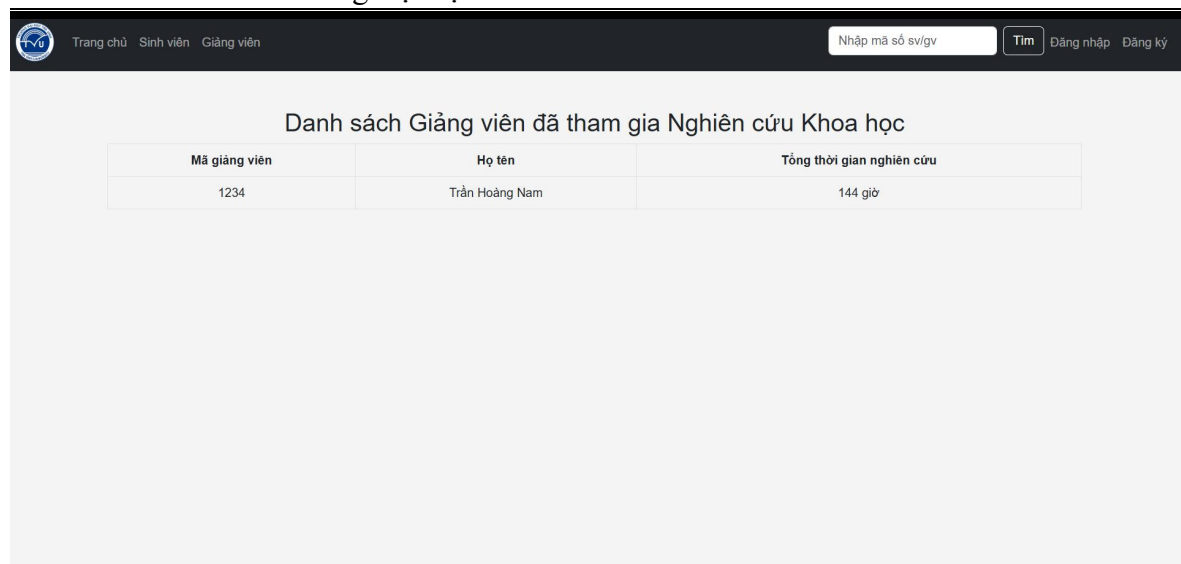 TVU
Trang chủ Sinh viên Giảng viên Nhập mã số sv/gv Tìm Đăng nhập Đăng ký
Danh sách Giảng viên đã tham gia Nghiên cứu Khoa học
Mã giảng viên Họ tên Tổng thời gian nghiên cứu
1234 Trần Hoàng Nam 144 giờ